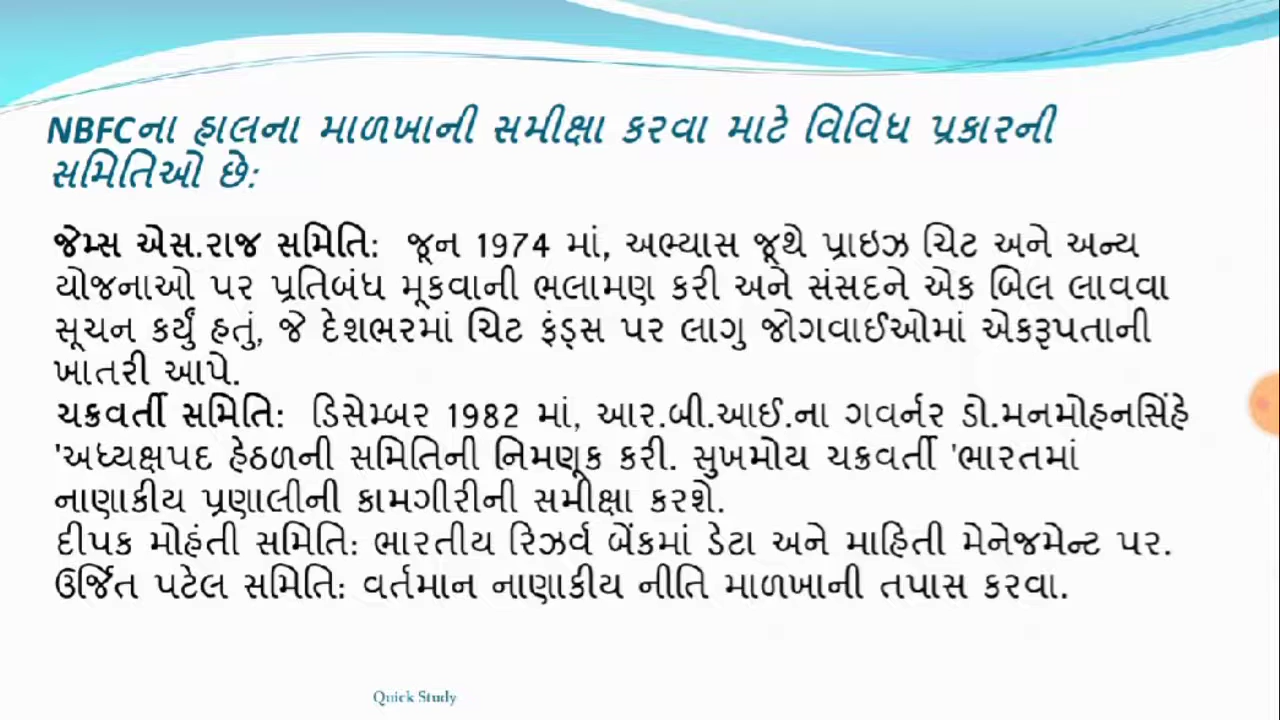 NBFCના હાલના માળખાની સમીક્ષા કરવા માટે વિવિધ પ્રકારની
સમિતિઓ છે:
જેમ્સ એસ.રાજ સમિતિ: જૂન 1974 માં, અભ્યાસ જૂથે પ્રાઇઝ ચિટ અને અન્ય
યોજનાઓ પર પ્રતિબંધ મૂકવાની ભલામણ કરી અને સંસદને એક બિલ લાવવા
સૂચન કર્યું હતું, જે દેશભરમાં ચિટ ફંડ્સ પર લાગુ જોગવાઈઓમાં એકરૂપતાની
ખાતરી આપે.
ચક્રવર્તી સમિતિ: ડિસેમ્બર 1982 માં, આર.બી.આઈ.ના ગવર્નર ડો.મનમોહનસિંહે
'અધ્યક્ષપદ હેઠળની સમિતિની નિમણૂક કરી. સુખમોય ચક્રવર્તી 'ભારતમાં
નાણાકીય પ્રણાલીની કામગીરીની સમીક્ષા કરશે.
દીપક મોહંતી સમિતિ: ભારતીય રિઝર્વ બેંકમાં ડેટા અને માહિતી મેનેજમેન્ટ પર.
ઉર્જિત પટેલ સમિતિ: વર્તમાન નાણાકીય નીતિ માળખાની તપાસ કરવા.
Quick Study